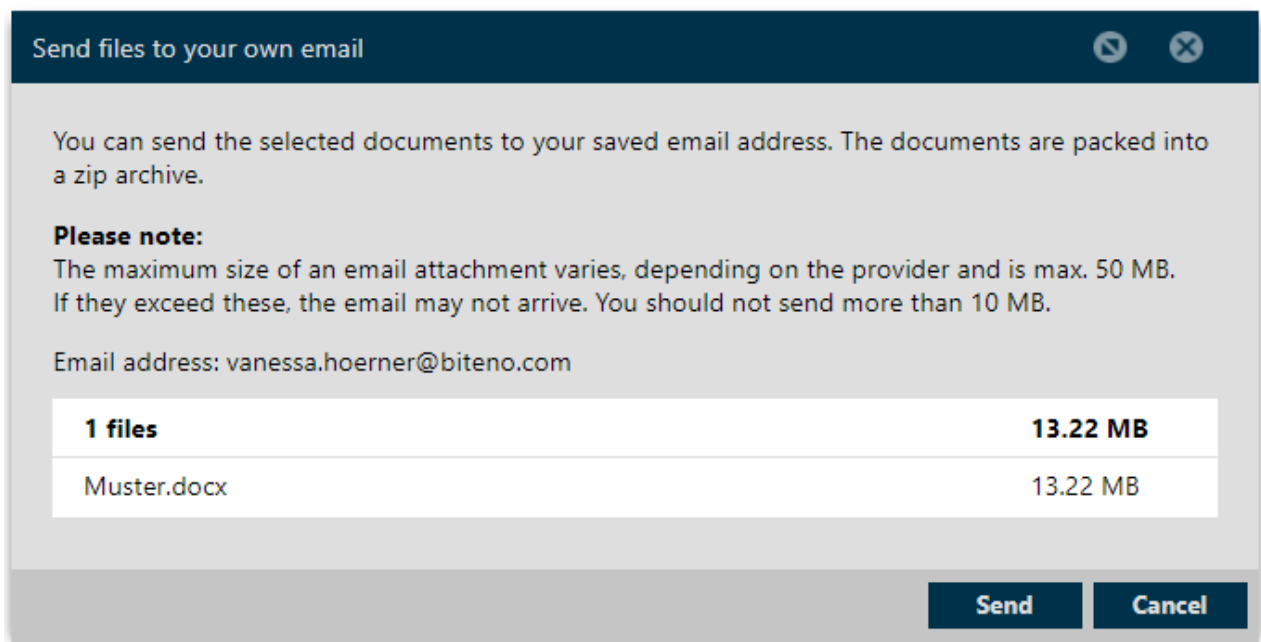 Send files to your own email
You can send the selected documents to your saved email address. The documents are packed into
a zip archive.
Please note:
The maximum size of an email attachment varies, depending on the provider and is max. 50 MB.
If they exceed these, the email may not arrive. You should not send more than 10 MB.
Email address: vanessa.hoerner@biteno.com
1 files 13.22 MB
Muster.docx 13.22 MB
Send Cancel